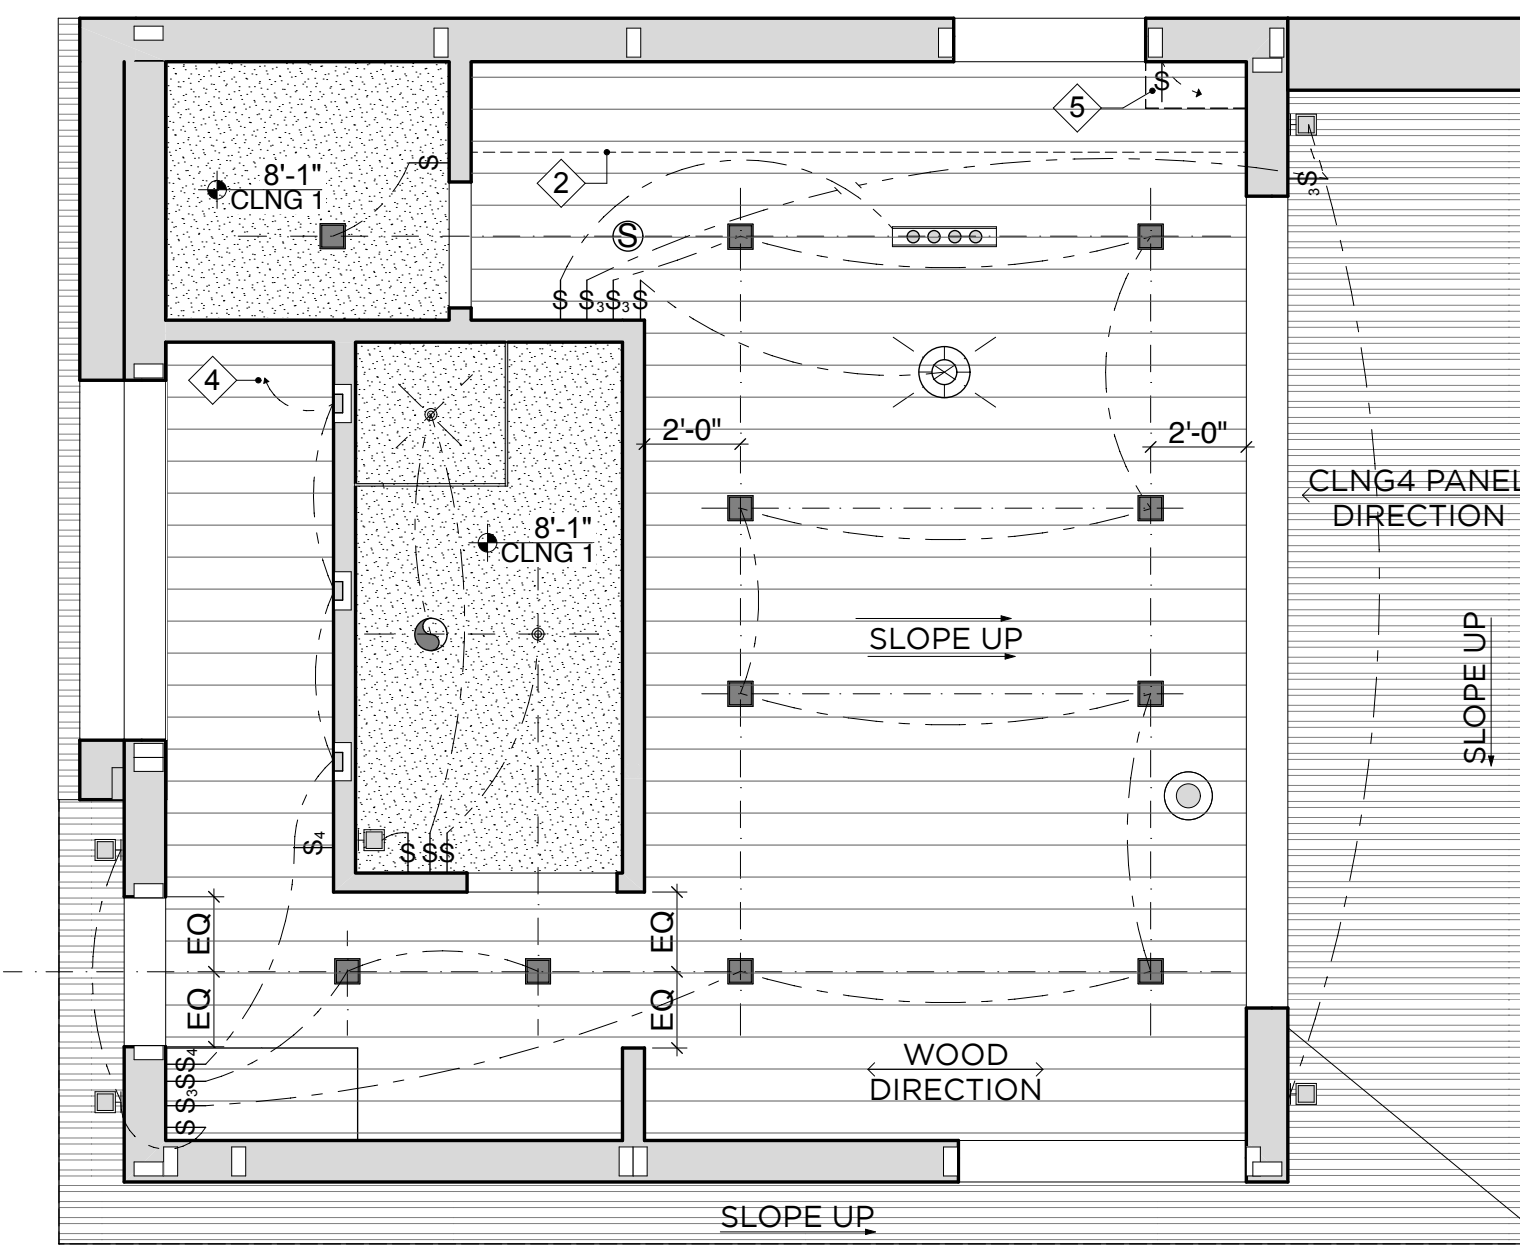 $
5
8'-1"
CLNG 1
$
2
$3
S
$ $3 $3 $
4
2'-0"
2'-0"
CLNG4 PANEL
DIRECTION
8'-1"
CLNG 1
SLOPE UP
SLOPE UP
$4
$ $ $
EQ
EQ
EQ
EQ
$ $3 $ $4
WOOD
DIRECTION
SLOPE UP